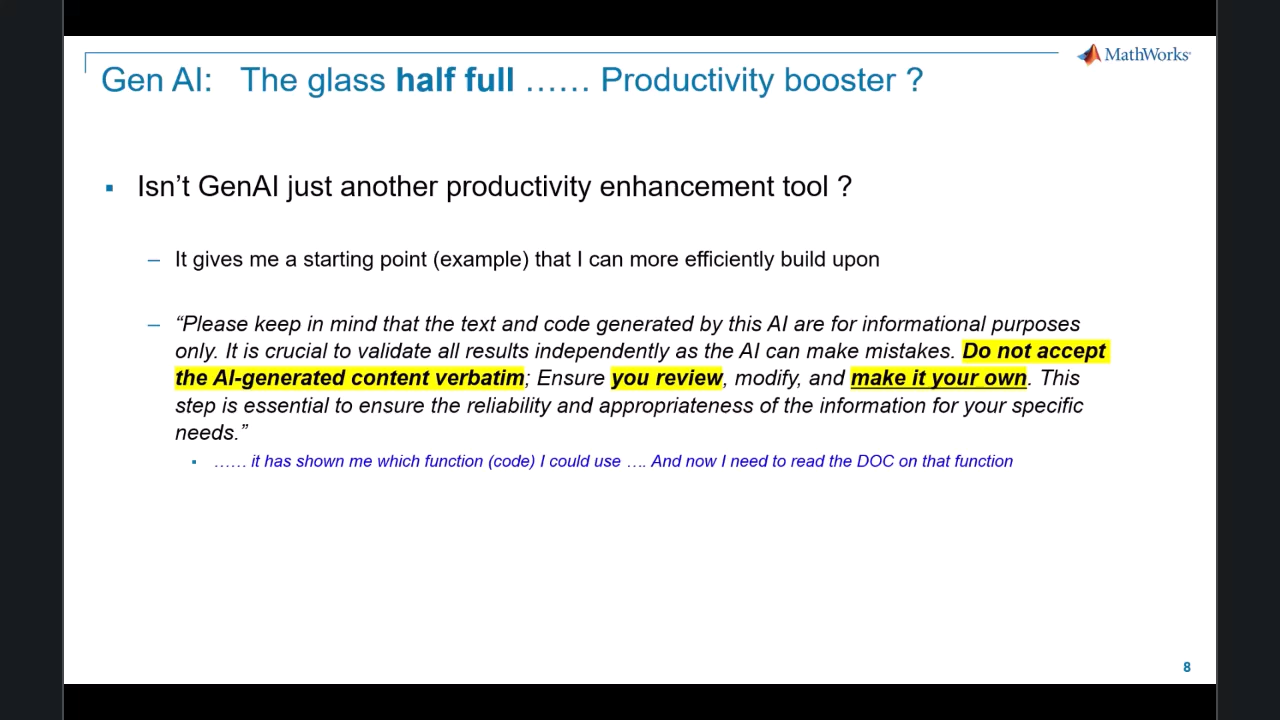 MathWorks
Gen AI: The glass half full …… Productivity booster ?
▪ Isn’t GenAI just another productivity enhancement tool ?
– It gives me a starting point (example) that I can more efficiently build upon
– “Please keep in mind that the text and code generated by this AI are for informational purposes
only. It is crucial to validate all results independently as the AI can make mistakes. Do not accept
the AI-generated content verbatim; Ensure you review, modify, and make it your own. This
step is essential to ensure the reliability and appropriateness of the information for your specific
needs.”
▪ …… it has shown me which function (code) I could use …. And now I need to read the DOC on that function
8